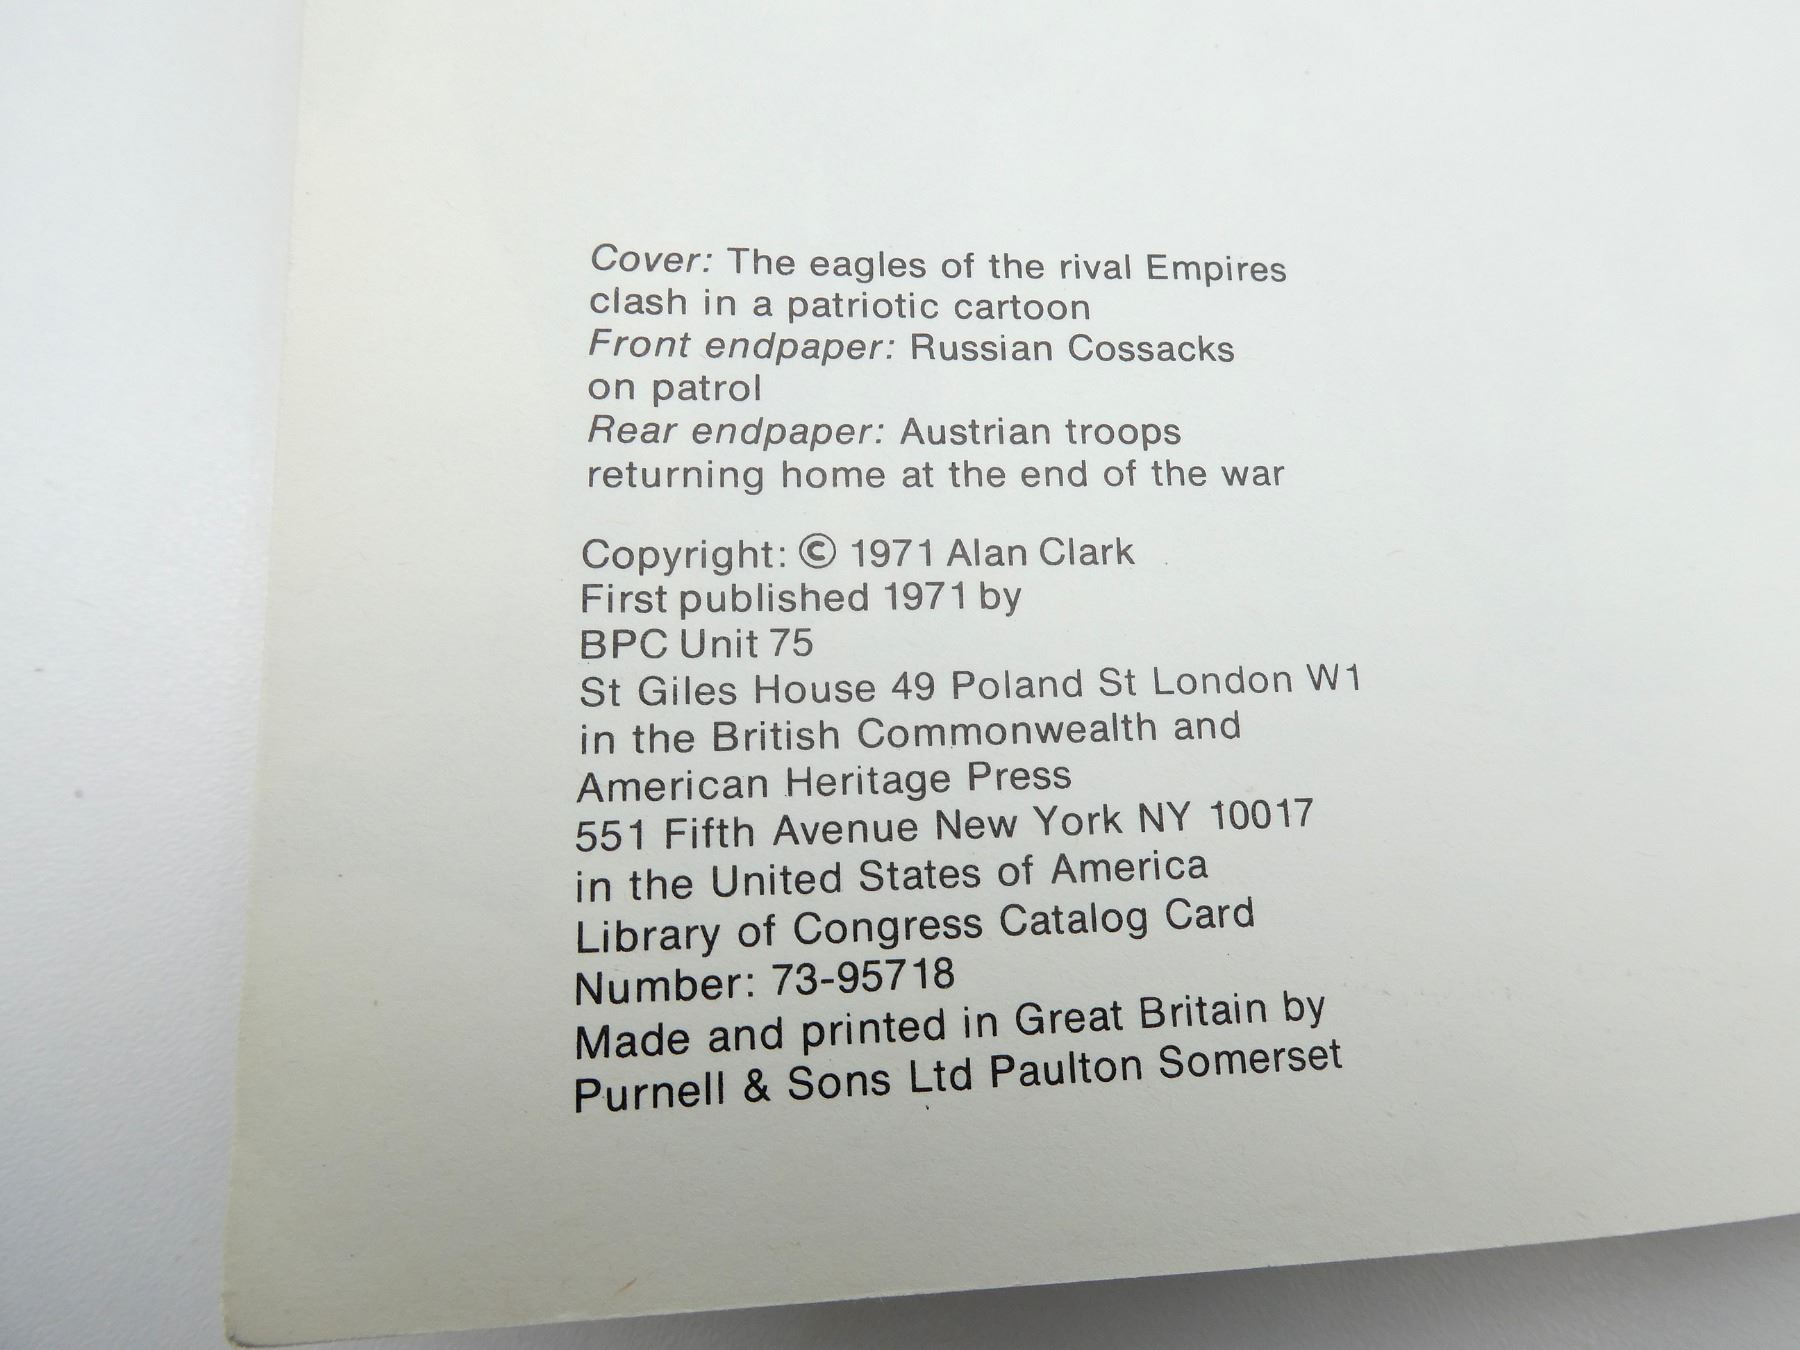 Cover: The eagles of the rival Empires
clash in a patriotic cartoon
Front endpaper: Russian Cossacks
on patrol
Rear endpaper: Austrian troops
returning home at the end of the war
Copyright: © 1971 Alan Clark
First published 1971 by
BPC Unit 75
St Giles House 49 Poland St London W1
in the British Commonwealth and
American Heritage Press
551 Fifth Avenue New York NY 10017
in the United States of America
Library of Congress Catalog Card
Number: 73-95718
Made and printed in Great Britain by
Purnell & Sons Ltd Paulton Somerset